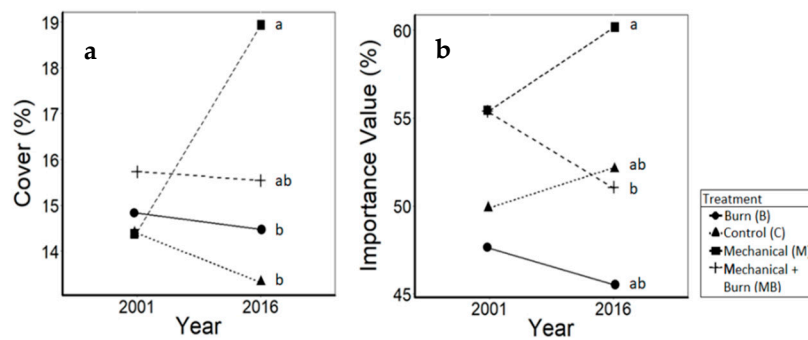 a
Cover (%)
19
18
17
16
15
14
a
ab
b
b
2001
2016
Year
b
Importance Value (%)
60
55
50
45
a
ab
b
ab
2001
2016
Year
Treatment
Burn (B)
Control (C)
Mechanical (M
Mechanical +
Burn (MB)